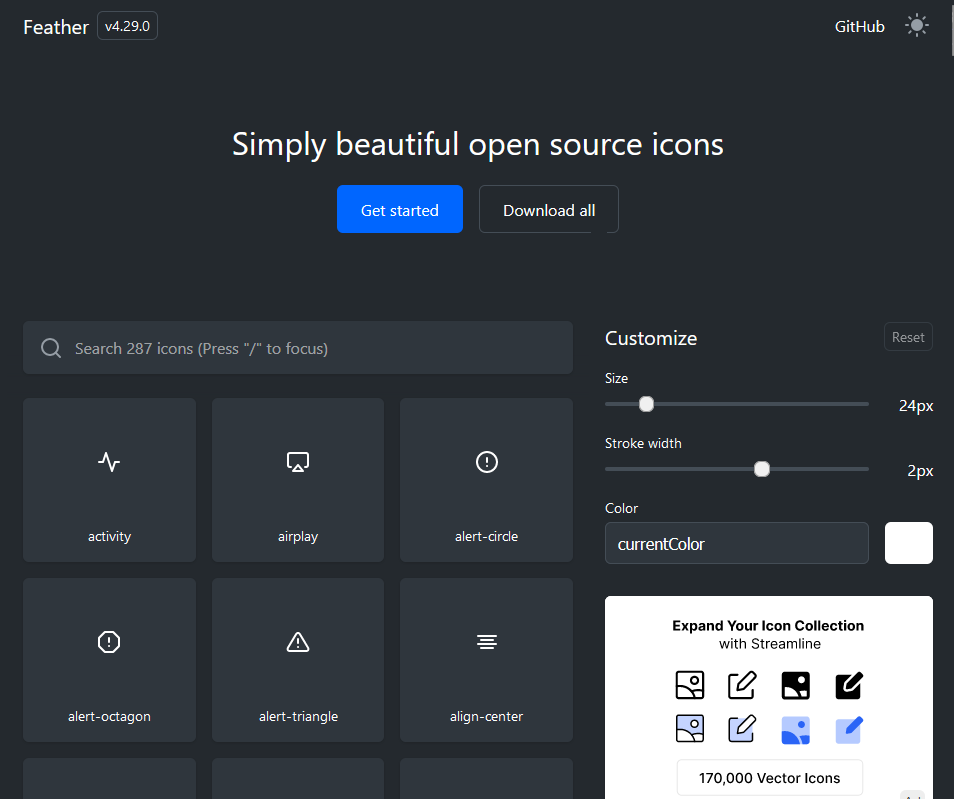 Feather v4.29.0 GitHub
Simply beautiful open source icons
Get started Download all
Search 287 icons (Press "/" to focus)
activity airplay alert-circle
alert-octagon alert-triangle align-center
Customize Reset
Size
24px
Stroke width
2px
Color
currentColor
Expand Your Icon Collection
with Streamline
170,000 Vector Icons